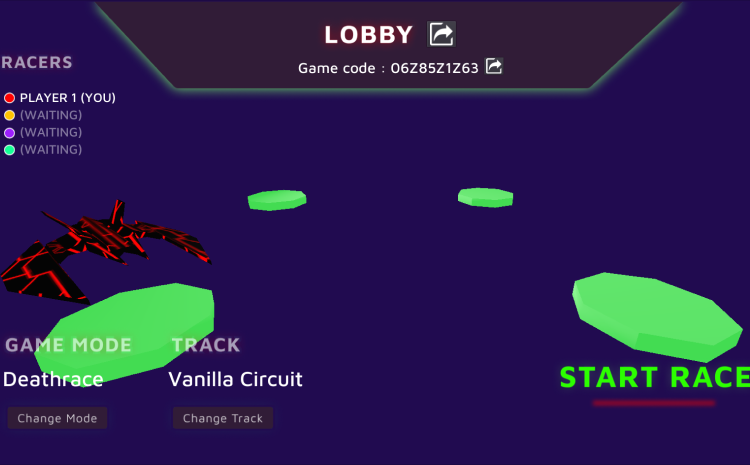 LOBBY
Game code : 06Z85Z1Z63
RACERS
PLAYER 1 (YOU)
(WAITING)
(WAITING)
(WAITING)
GAME MODE
TRACK
Deathrace
Vanilla Circuit
START RACE
Change Mode
Change Track